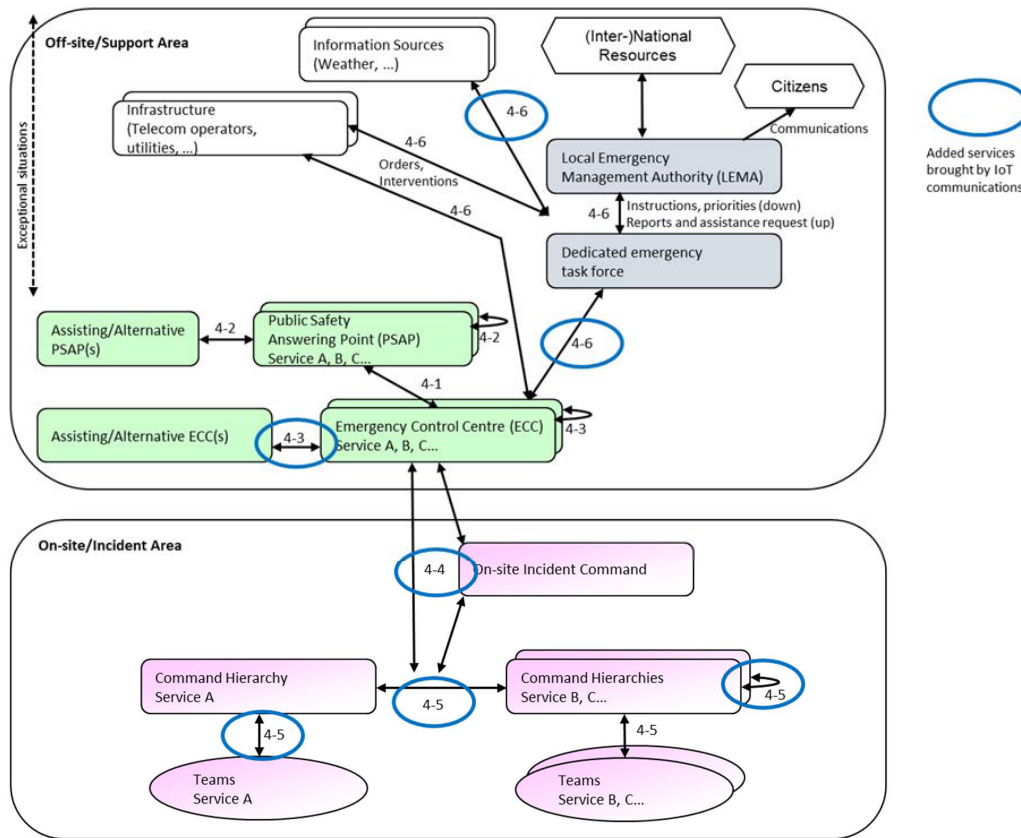 Off-site/Support Area
Exceptional situations
Information Sources
(Weather, ...)
(Inter-)National
Resources
Citizens
Communications
Infrastructure
(Telecom operators,
utilities, ...)
4-6
4-6
Orders,
Interventions
4-6
Local Emergency
Management Authority (LEMA)
4-6
Instructions, priorities (down)
Reports and assistance request (up)
Dedicated emergency
task force
4-6
Added services
brought by IoT
communications
Assisting/Alternative
PSAP(s)
4-2
Public Safety
Answering Point (PSAP)
Service A, B, C...
4-2
4-1
Assisting/Alternative ECC(s)
4-3
Emergency Control Centre (ECC)
Service A, B, C...
4-3
On-site/Incident Area
4-4
On-site Incident Command
Command Hierarchy
Service A
4-5
Command Hierarchies
Service B, C...
4-5
4-5
4-5
Teams
Service A
Teams
Service B, C...